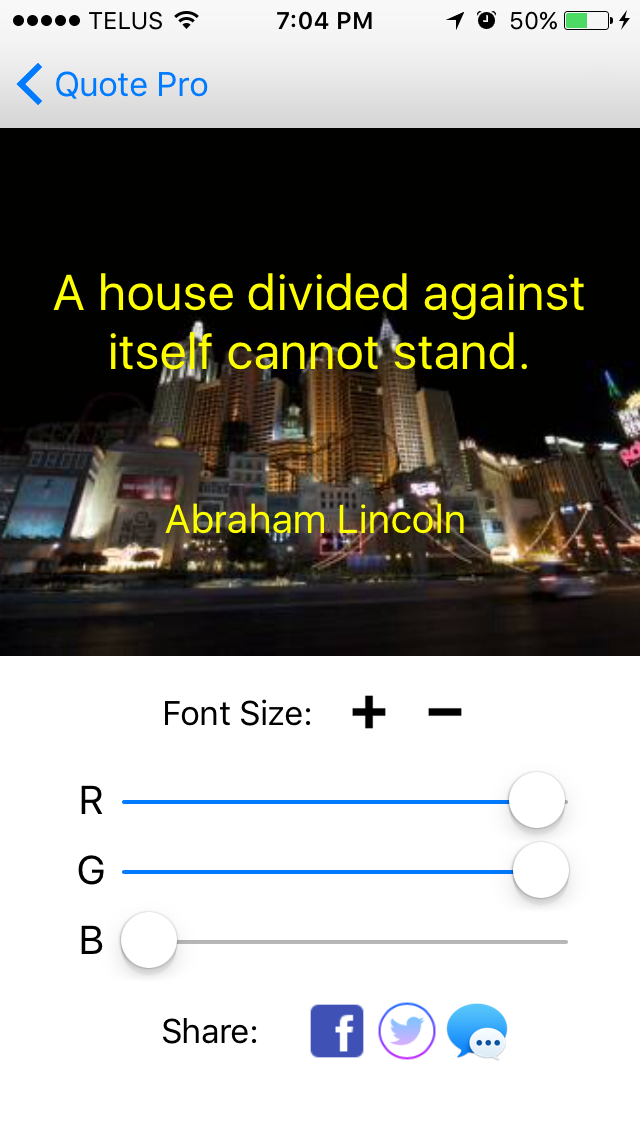 TELUS 7:04 PM 50%
Quote Pro
A house divided against
itself cannot stand.
Abraham Lincoln
Font Size: + −
R
G
B
Share: f